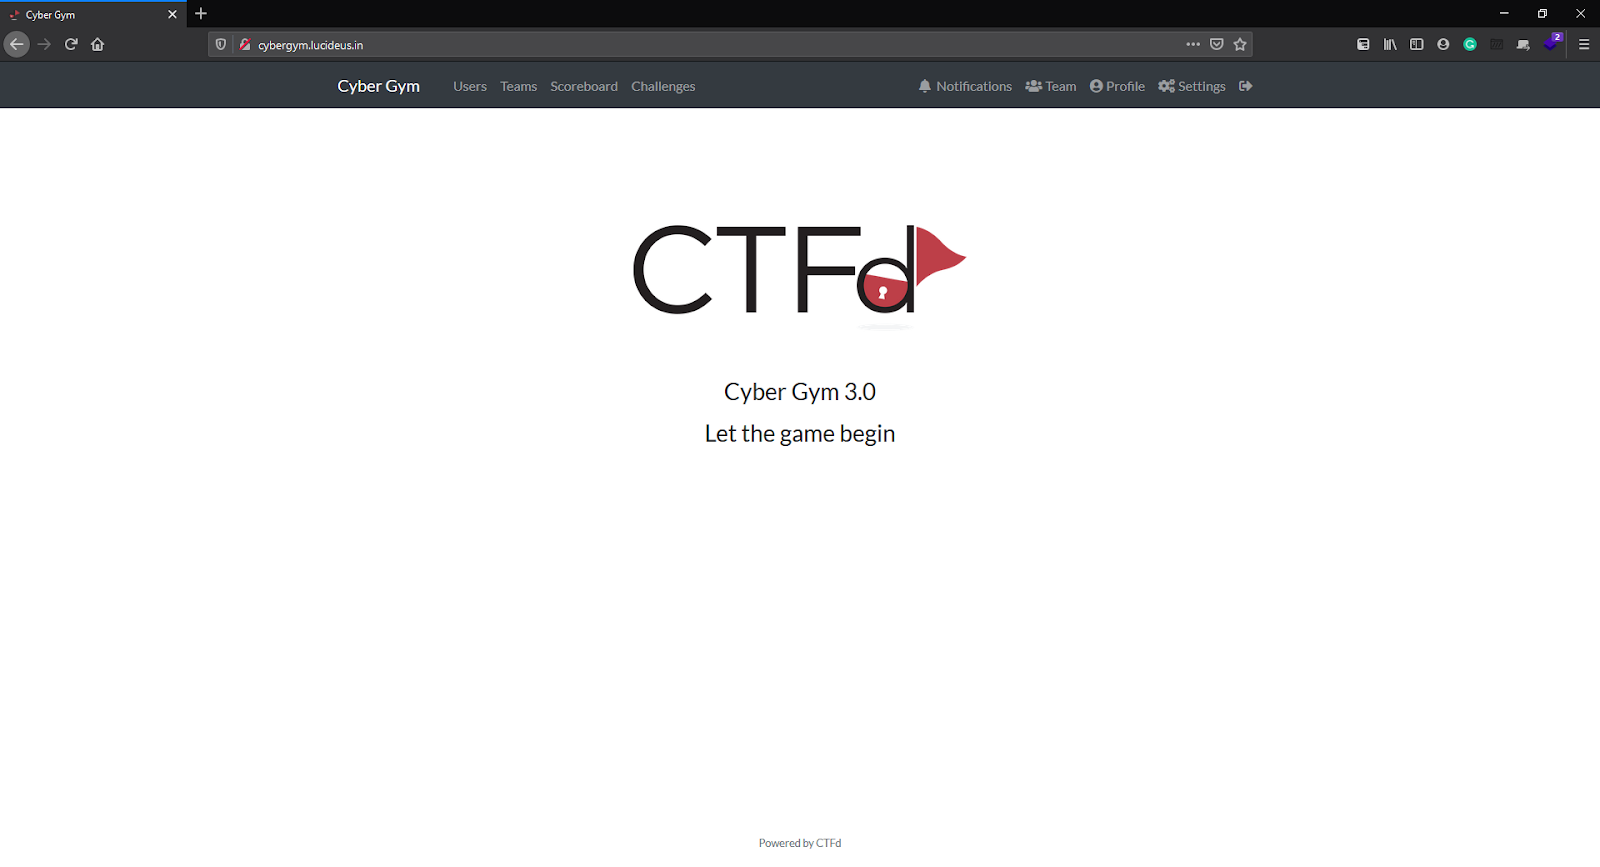 Cyber Gym
cybergym.lucideus.in
2
Cyber Gym Users Teams Scoreboard Challenges Notifications Team Profile Settings
CTFd
Cyber Gym 3.0
Let the game begin
Powered by CTFd